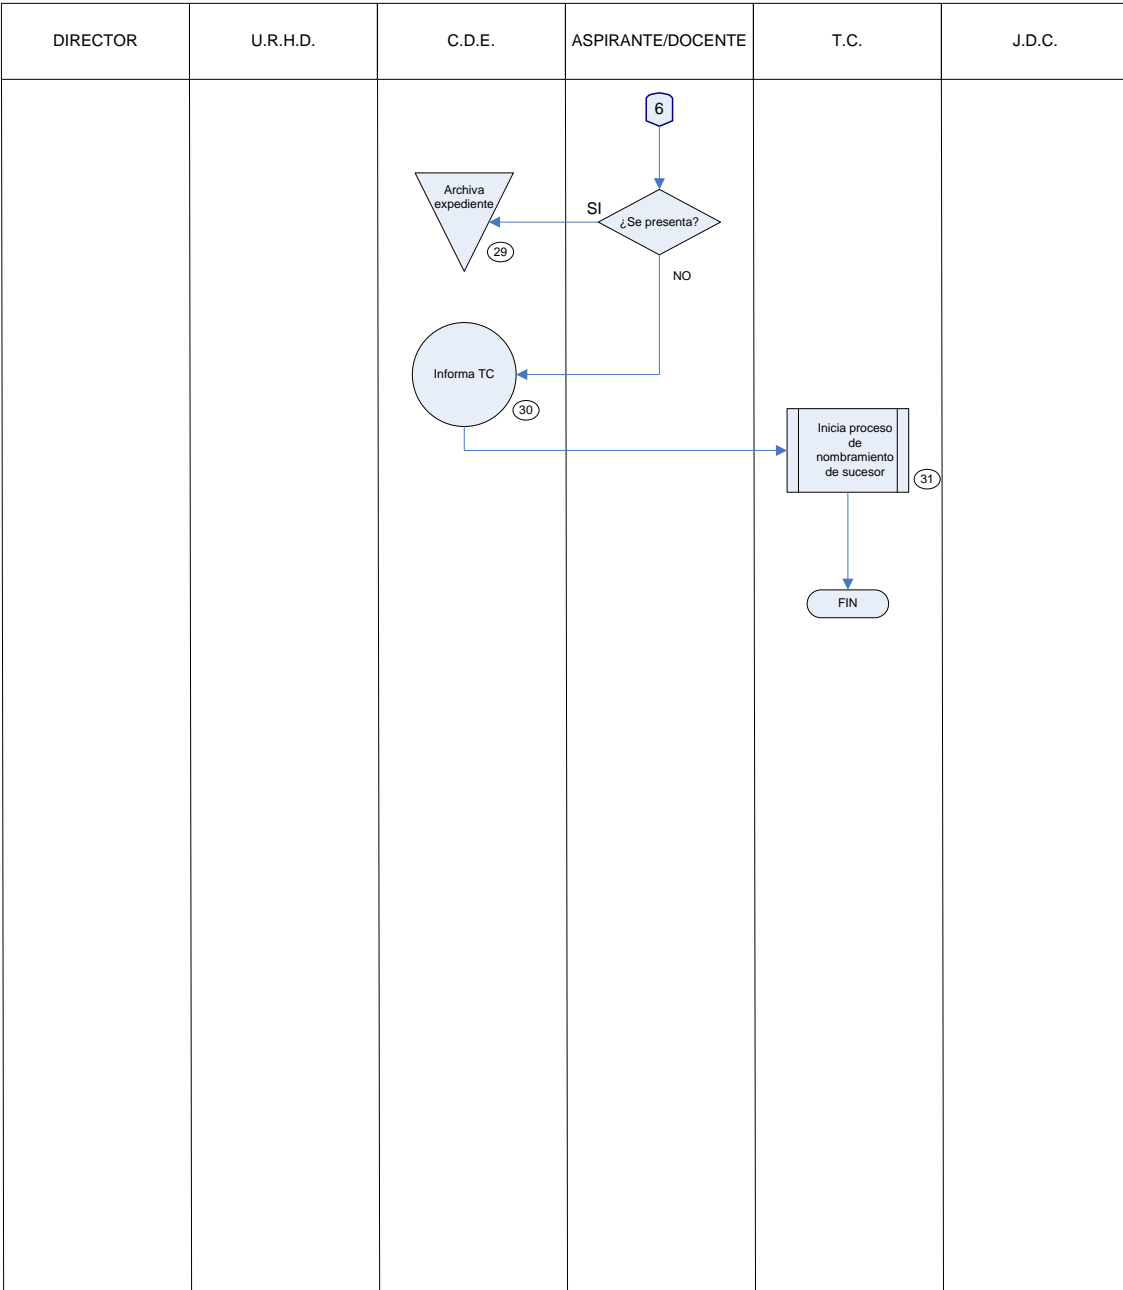 DIRECTOR
U.R.H.D.
C.D.E.
ASPIRANTE/DOCENTE
T.C.
J.D.C.
6
Archiva
expediente
SI
¿Se presenta?
29
NO
Informa TC
30
Inicia proceso
de
nombramiento
de sucesor
31
FIN